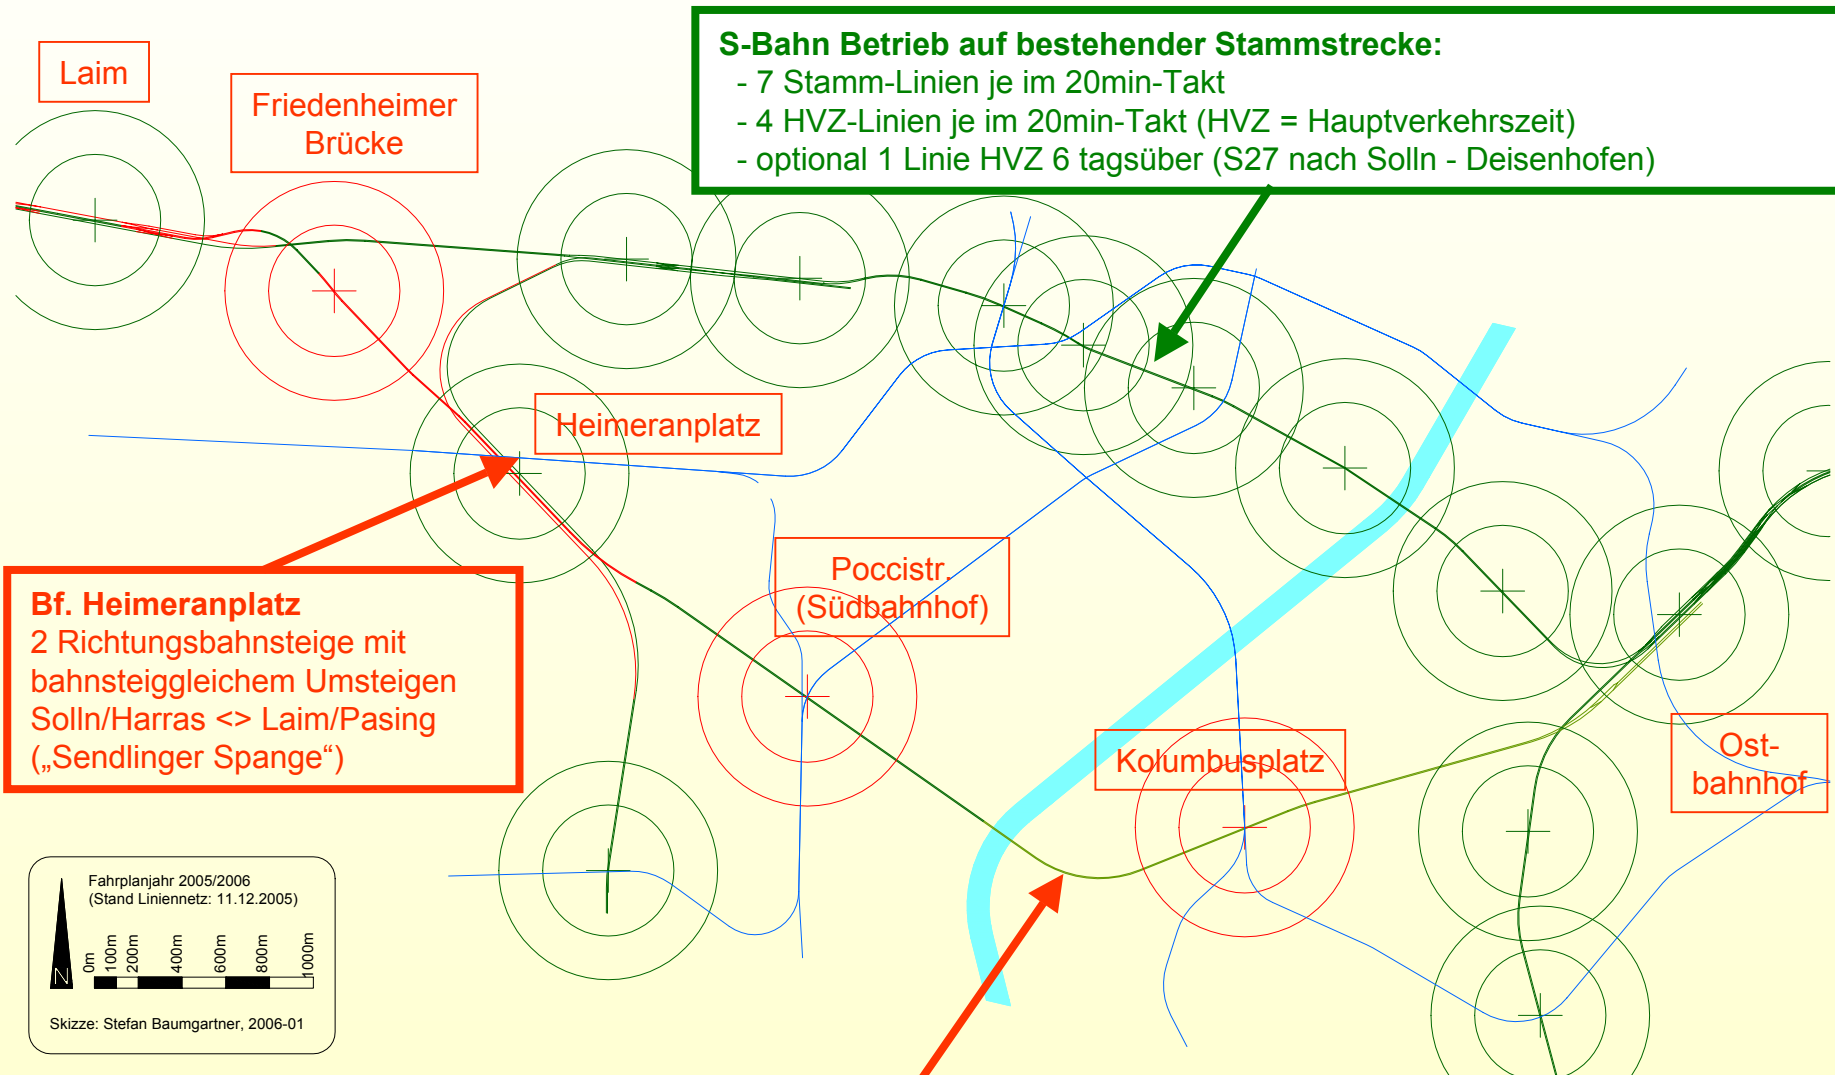 S-Bahn Betrieb auf bestehender Stammstrecke:
- 7 Stamm-Linien je im 20min-Takt
- 4 HVZ-Linien je im 20min-Takt (HVZ = Hauptverkehrszeit)
- optional 1 Linie HVZ 6 tagsüber (S27 nach Solln - Deisenhofen)
Laim
Friedenheimer
Brücke
Heimeranplatz
Poccistr.
(Südbahnhof)
Bf. Heimeranplatz
2 Richtungsbahnsteige mit
bahnsteiggleichem Umsteigen
Solln/Harras <> Laim/Pasing
(„Sendlinger Spange“)
Kolumbusplatz
Ost-
bahnhof
Fahrplanjahr 2005/2006
(Stand Liniennetz: 11.12.2005)
N
0m
100m
200m
400m
600m
800m
1000m
Skizze: Stefan Baumgartner, 2006-01